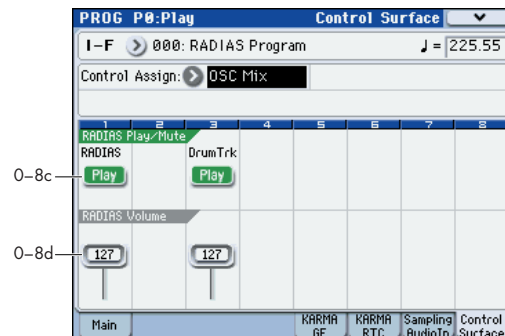 PROG P0:Play Control Surface
I-F 000: RADIAS Program ♩= 225.55
Control Assign: OSC Mix
1 2 3 4 5 6 7 8
RADIAS Play/Mute
RADIAS DrumTrk
0–8c Play Play
RADIAS Volume
0–8d 127 127
Main KARMA GE KARMA RTC Sampling AudioIn Control Surface